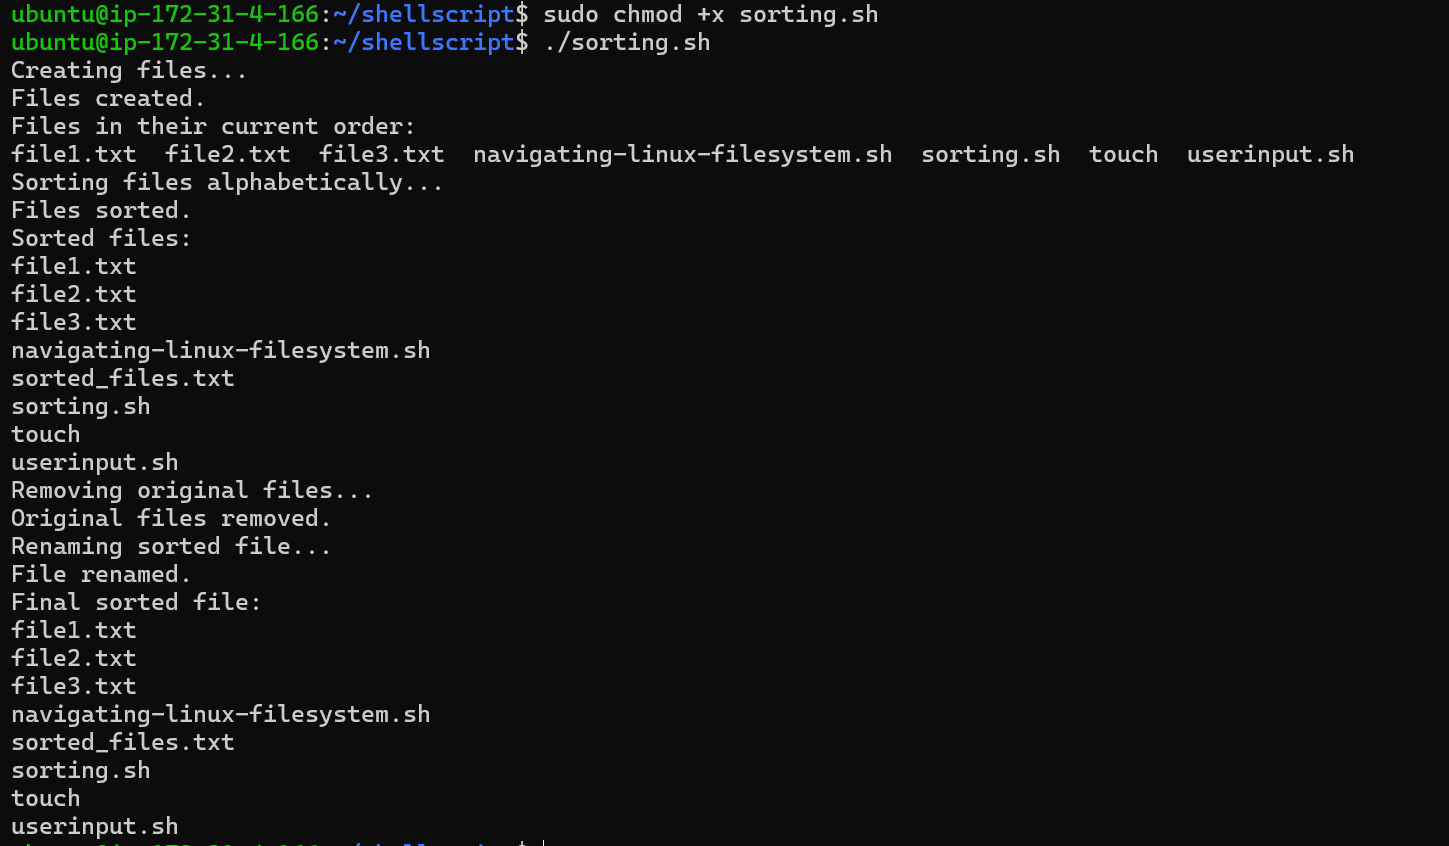 ubuntu@ip-172-31-4-166:~/shellscript$ sudo chmod +x sorting.sh
ubuntu@ip-172-31-4-166:~/shellscript$ ./sorting.sh
Creating files...
Files created.
Files in their current order:
file1.txt  file2.txt  file3.txt  navigating-linux-filesystem.sh  sorting.sh  touch  userinput.sh
Sorting files alphabetically...
Files sorted.
Sorted files:
file1.txt
file2.txt
file3.txt
navigating-linux-filesystem.sh
sorted_files.txt
sorting.sh
touch
userinput.sh
Removing original files...
Original files removed.
Renaming sorted file...
File renamed.
Final sorted file:
file1.txt
file2.txt
file3.txt
navigating-linux-filesystem.sh
sorted_files.txt
sorting.sh
touch
userinput.sh